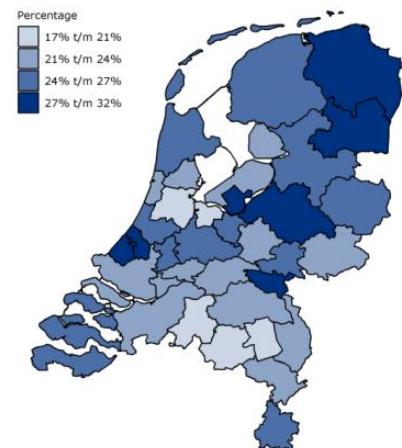 Percentage
17% t/m 21%
21% t/m 24%
24% t/m 27%
27% t/m 32%